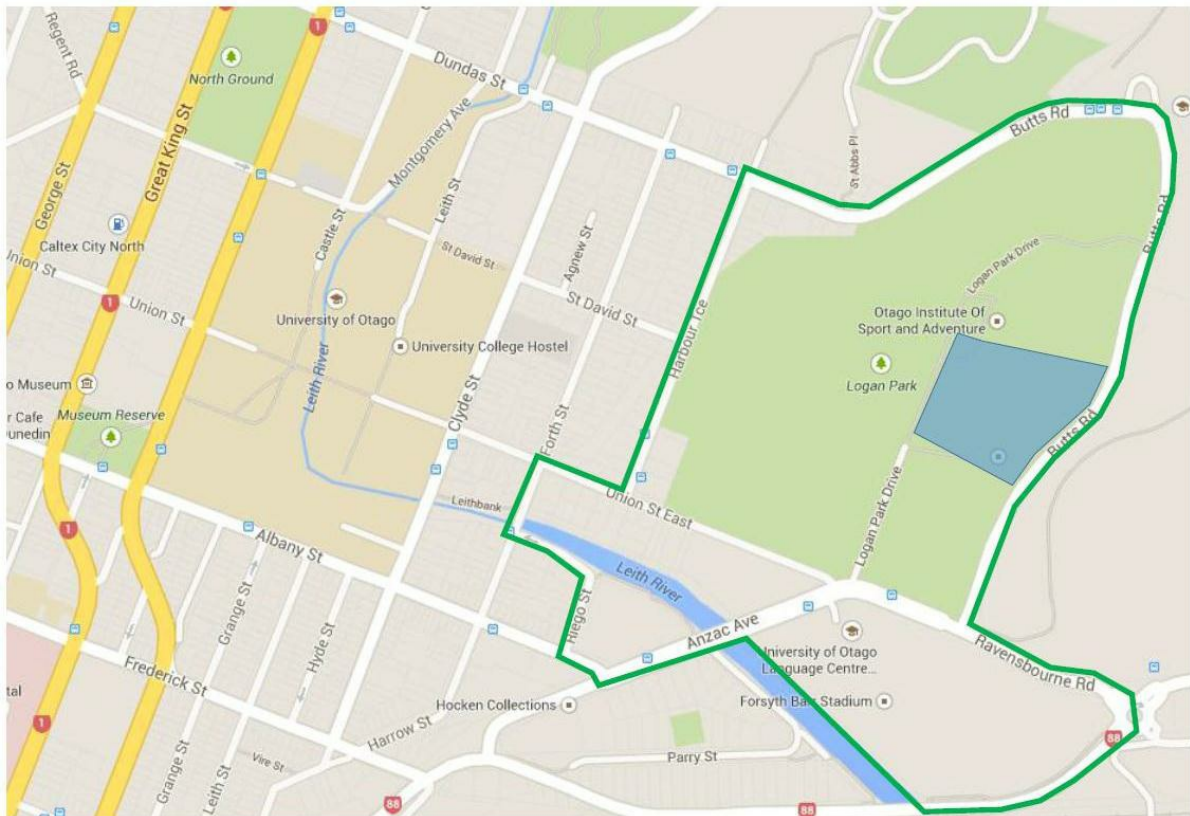 Regent Rd
1
1
North Ground
Dundas St
Butts Rd
Montgomery Ave
St Abbs Pl
Great King St
George St
Castle St
Leith St
Agnew St
St David St
Butts Rd
Caltex City North
Union St
Union St
1
St David St
Logan Park Drive
University of Otago
University College Hostel
Otago Institute Of
Sport and Adventure
Harbour Tce
Leith River
Logan Park
Museum
Museum Reserve
r Cafe
Clyde St
Forth St
Butts Rd
Leithbank
Union St East
Logan Park Drive
1
Albany St
Leith River
Grange St
Riego St
Hyde St
Anzac Ave
University of Otago
Language Centre...
Ravensbourne Rd
Frederick St
Hocken Collections
Forsyth Barr Stadium
tal
1
Harrow St
Vire St
Parry St
88
Grange St
Leith St
88
88